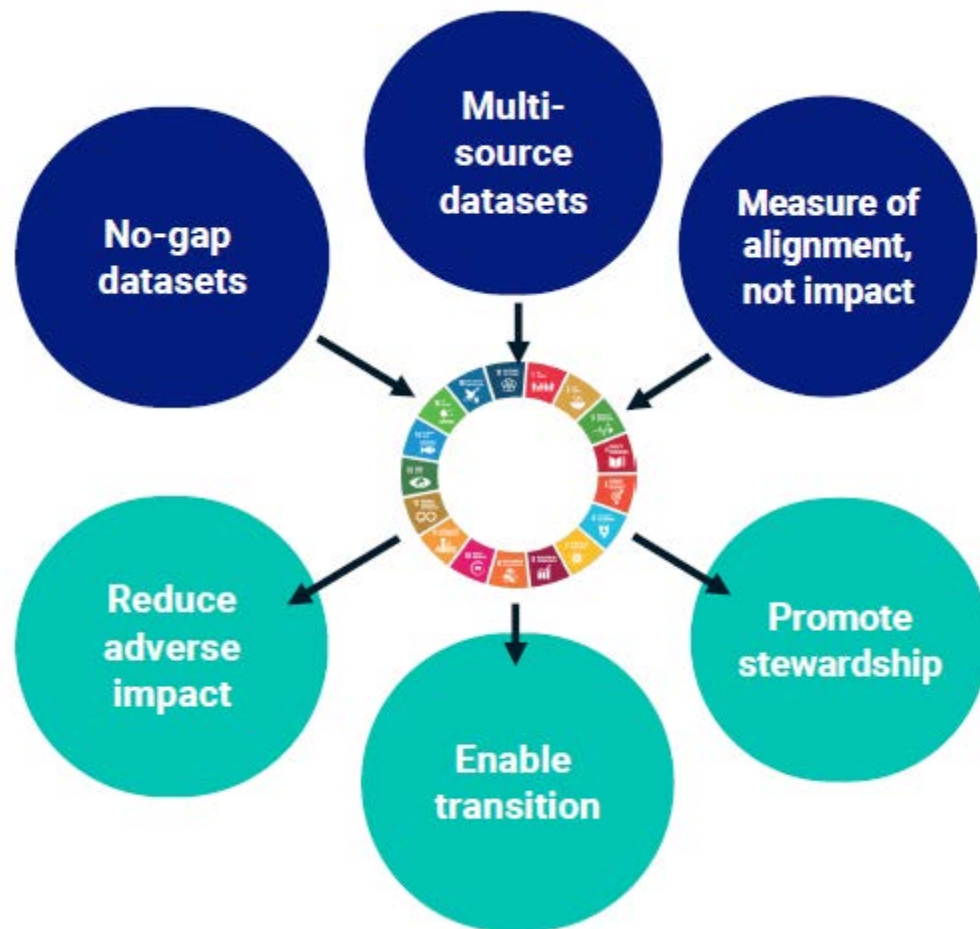 Multi-
source
datasets
No-gap
datasets
Measure of
alignment,
not impact
Reduce
adverse
impact
Promote
stewardship
Enable
transition